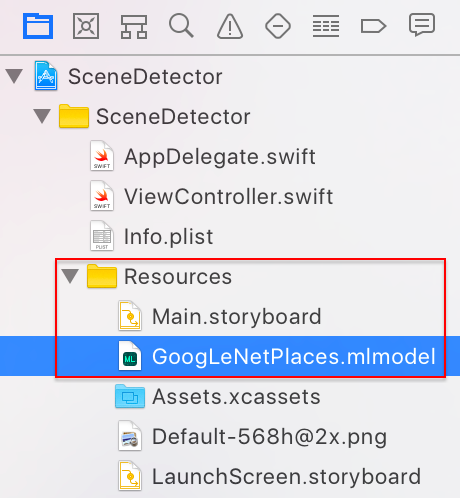 SceneDetector
SceneDetector
AppDelegate.swift
SWIFT
ViewController.swift
SWIFT
Info.plist
PLIST
Resources
Main.storyboard
GoogLeNetPlaces.mlmodel
ML
Assets.xcassets
Default-568h@2x.png
LaunchScreen.storyboard